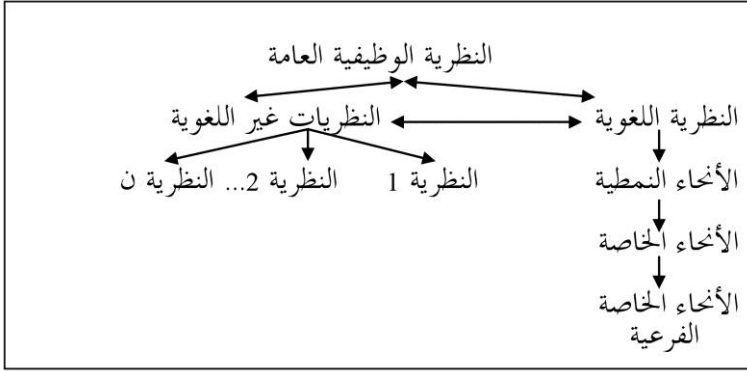 النظرية الوظيفية العامة
النظرية اللغوية النظريات غير اللغوية
الأنحاء النمطية النظرية 1 النظرية 2... النظرية ن
الأنحاء الخاصة
الأنحاء الخاصة
الفرعية